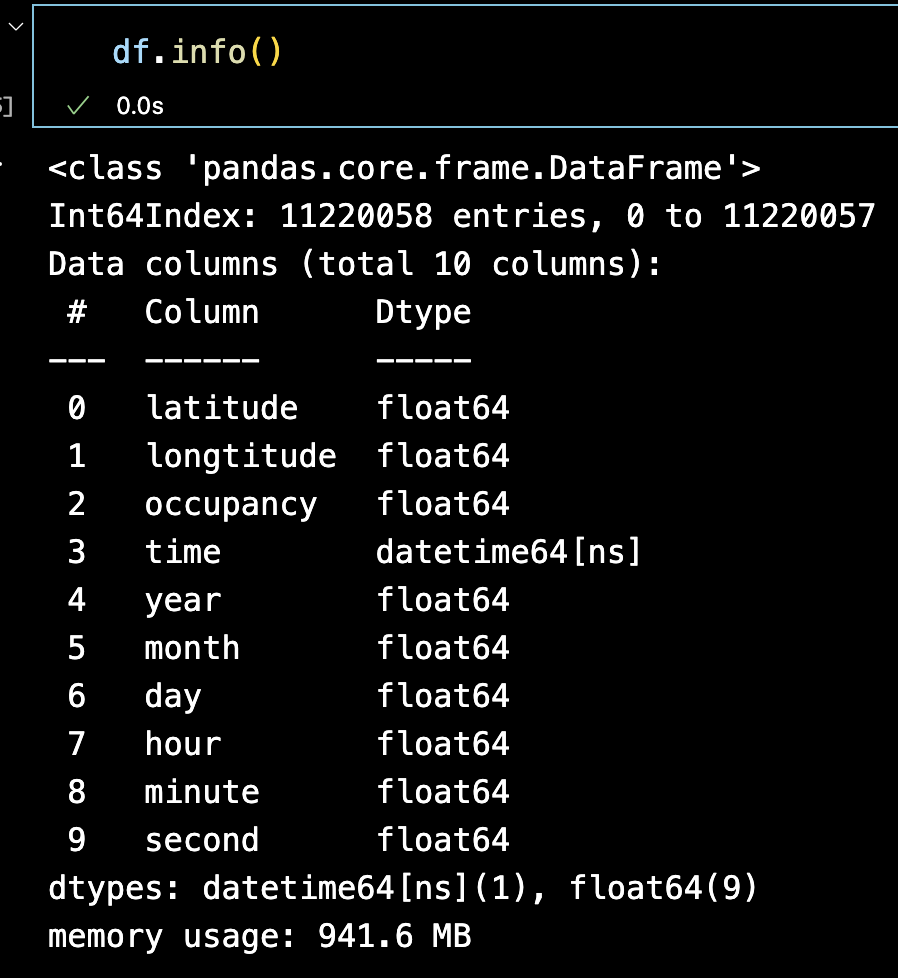 df.info()
0.0s
<class 'pandas.core.frame.DataFrame'>
Int64Index: 11220058 entries, 0 to 11220057
Data columns (total 10 columns):
 #   Column      Dtype
---  ------      -----
 0   latitude    float64
 1   longtitude  float64
 2   occupancy   float64
 3   time        datetime64[ns]
 4   year        float64
 5   month       float64
 6   day         float64
 7   hour        float64
 8   minute      float64
 9   second      float64
dtypes: datetime64[ns](1), float64(9)
memory usage: 941.6 MB